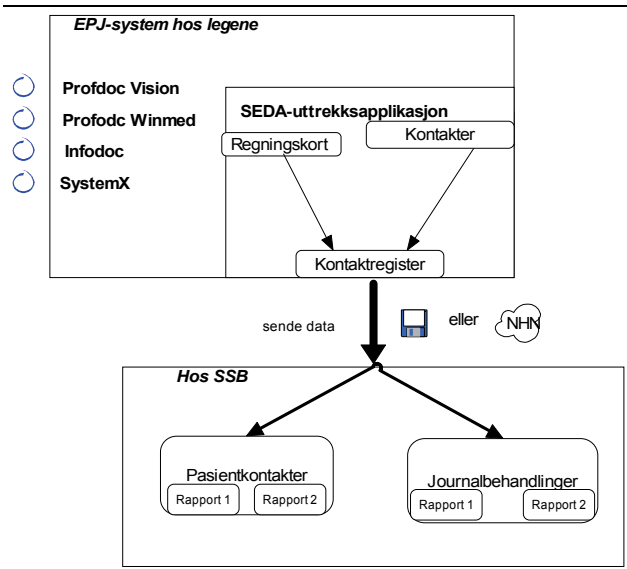 EPJ-system hos legene
Profdoc Vision
Profodc Winmed
Infodoc
SystemX
SEDA-uttrekksapplikasjon
Regningskort
Kontakter
Kontaktregister
sende data
eller
NHN
Hos SSB
Pasientkontakter
Rapport 1
Rapport 2
Journalbehandlinger
Rapport 1
Rapport 2